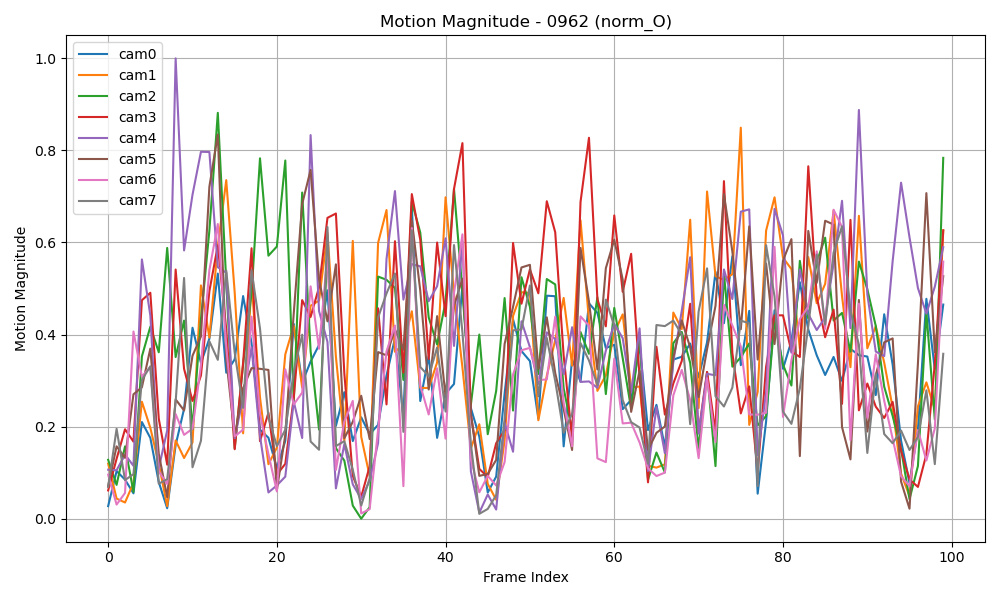 Motion Magnitude - 0962 (norm_O)
cam0
cam1
cam2
cam3
cam4
cam5
cam6
cam7
Motion Magnitude
1.0
0.8
0.6
0.4
0.2
0.0
0 20 40 60 80 100
Frame Index